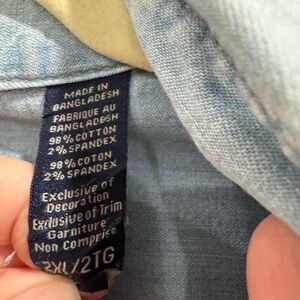 MADE IN
BANGLADESH
FABRIQUE AU
BANGLADESH
98% COTTON
2% SPANDEX
98% COTON
2% SPANDEX
Exclusive of
Decoration
Exclusive of Trim
Garniture
Non Comprise
2XL/2TG